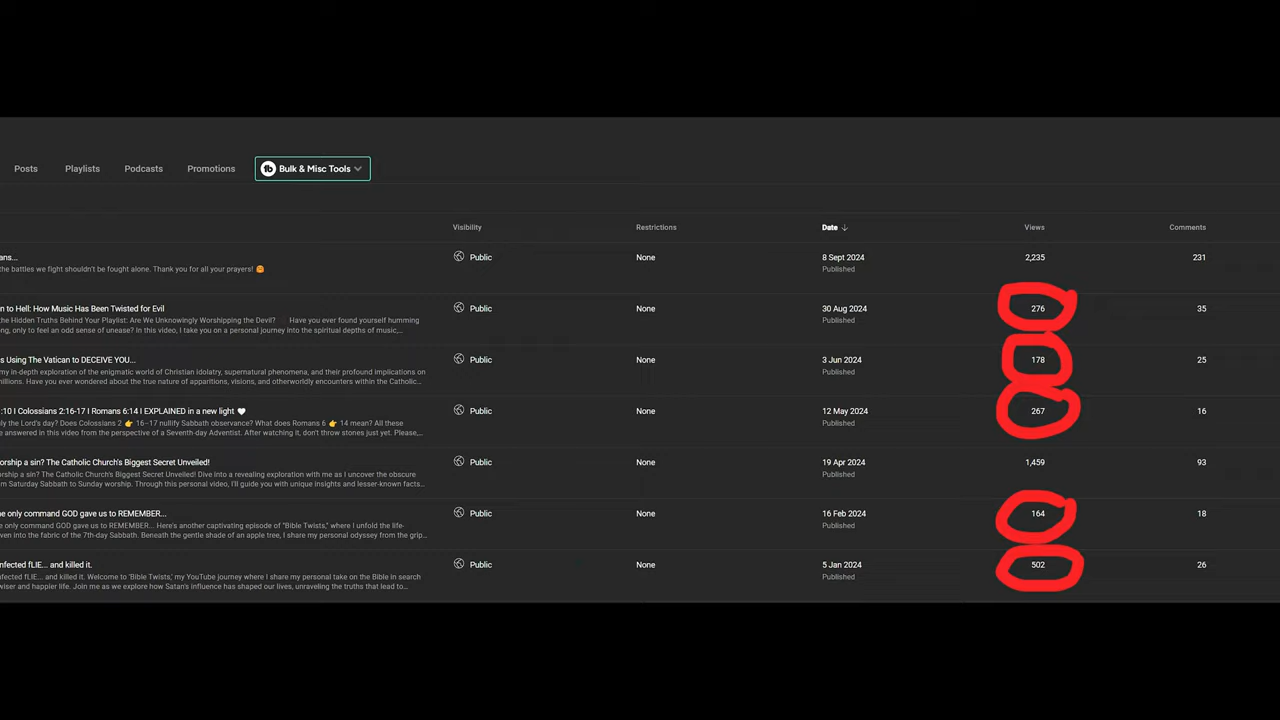 Posts Playlists Podcasts Promotions tb Bulk & Misc Tools
Visibility Restrictions Date ↓ Views Comments
ans... Public None 8 Sept 2024 2,235 231
the battles we fight shouldn't be fought alone. Thank you for all your prayers! 🤗 Published
n to Hell: How Music Has Been Twisted for Evil Public None 30 Aug 2024 276 35
the Hidden Truths Behind Your Playlist: Are We Unknowingly Worshipping the Devil? Have you ever found yourself humming Published
ong, only to feel an odd sense of unease? In this video, I take you on a personal journey into the spiritual depths of music,...
s Using The Vatican to DECEIVE YOU... Public None 3 Jun 2024 178 25
my in-depth exploration of the enigmatic world of Christian idolatry, supernatural phenomena, and their profound implications on Published
millions. Have you ever wondered about the true nature of apparitions, visions, and otherworldly encounters within the Catholic...
:10 I Colossians 2:16-17 I Romans 6:14 I EXPLAINED in a new light 🤍 Public None 12 May 2024 267 16
ly the Lord's day? Does Colossians 2 👉 16-17 nullify Sabbath observance? What does Romans 6 👉 14 mean? All these Published
e answered in this video from the perspective of a Seventh-day Adventist. After watching it, don't throw stones just yet. Please,...
orship a sin? The Catholic Church's Biggest Secret Unveiled! Public None 19 Apr 2024 1,459 93
orship a sin? The Catholic Church's Biggest Secret Unveiled! Dive into a revealing exploration with me as I uncover the obscure Published
m Saturday Sabbath to Sunday worship. Through this personal video, I'll guide you with unique insights and lesser-known facts...
e only command GOD gave us to REMEMBER... Public None 16 Feb 2024 164 18
e only command GOD gave us to REMEMBER... Here's another captivating episode of "Bible Twists," where I unfold the life- Published
ven into the fabric of the 7th-day Sabbath. Beneath the gentle shade of an apple tree, I share my personal odyssey from the grip...
nfected fLIE... and killed it. Public None 5 Jan 2024 502 26
nfected fLIE... and killed it. Welcome to 'Bible Twists,' my YouTube journey where I share my personal take on the Bible in search Published
wiser and happier life. Join me as we explore how Satan's influence has shaped our lives, unraveling the truths that lead to...